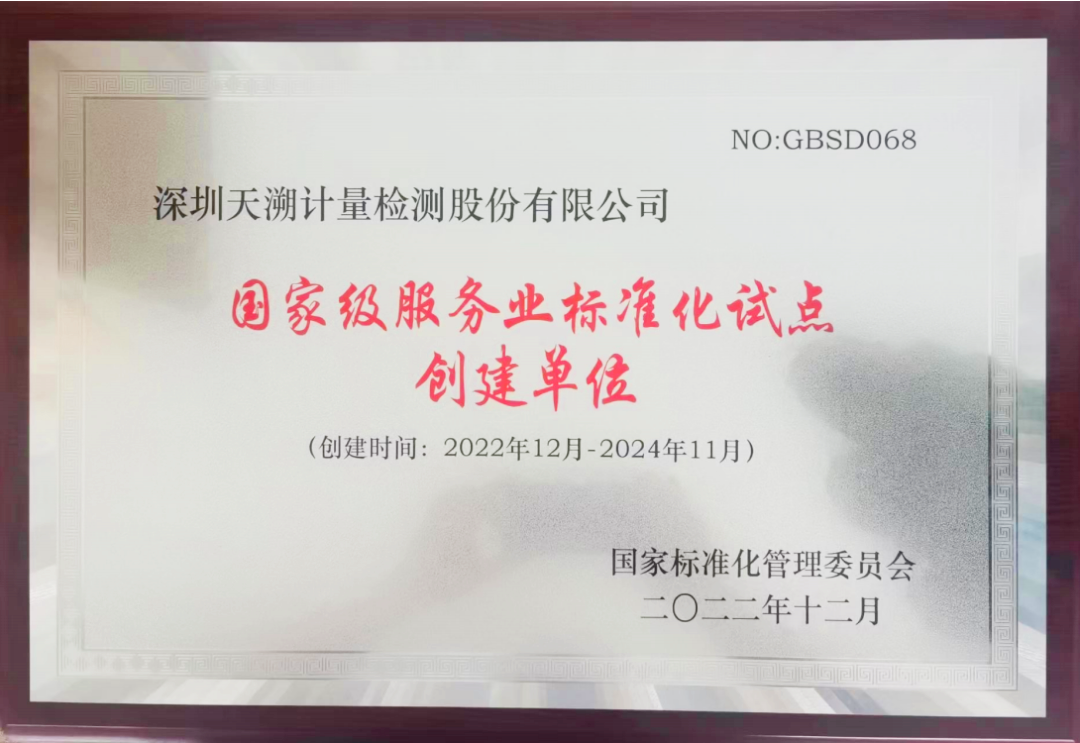 NO:GBSD068
深圳天溯计量检测股份有限公司
国家级服务业标准化试点
创建单位
(创建时间：2022年12月-2024年11月)
国家标准化管理委员会
二〇二二年十二月